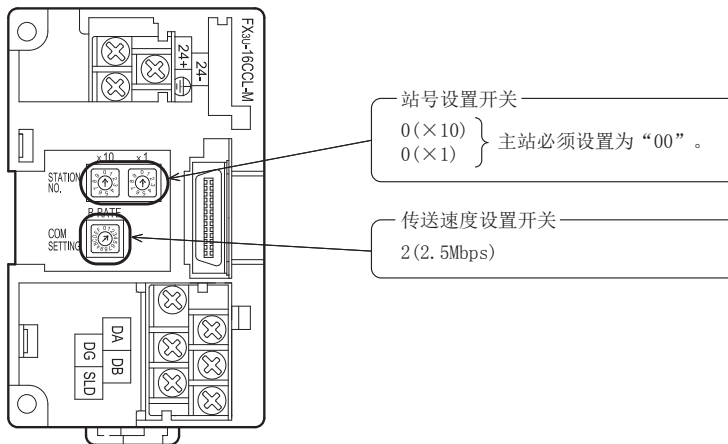 FX3U-16CCL-M
24+
24-
×10 ×1
STATION
NO.
B RATE
COM
SETTING
DA
DG
DB
SLD
站号设置开关
0(×10)
0(×1)
主站必须设置为“00”。
传送速度设置开关
2(2.5Mbps)